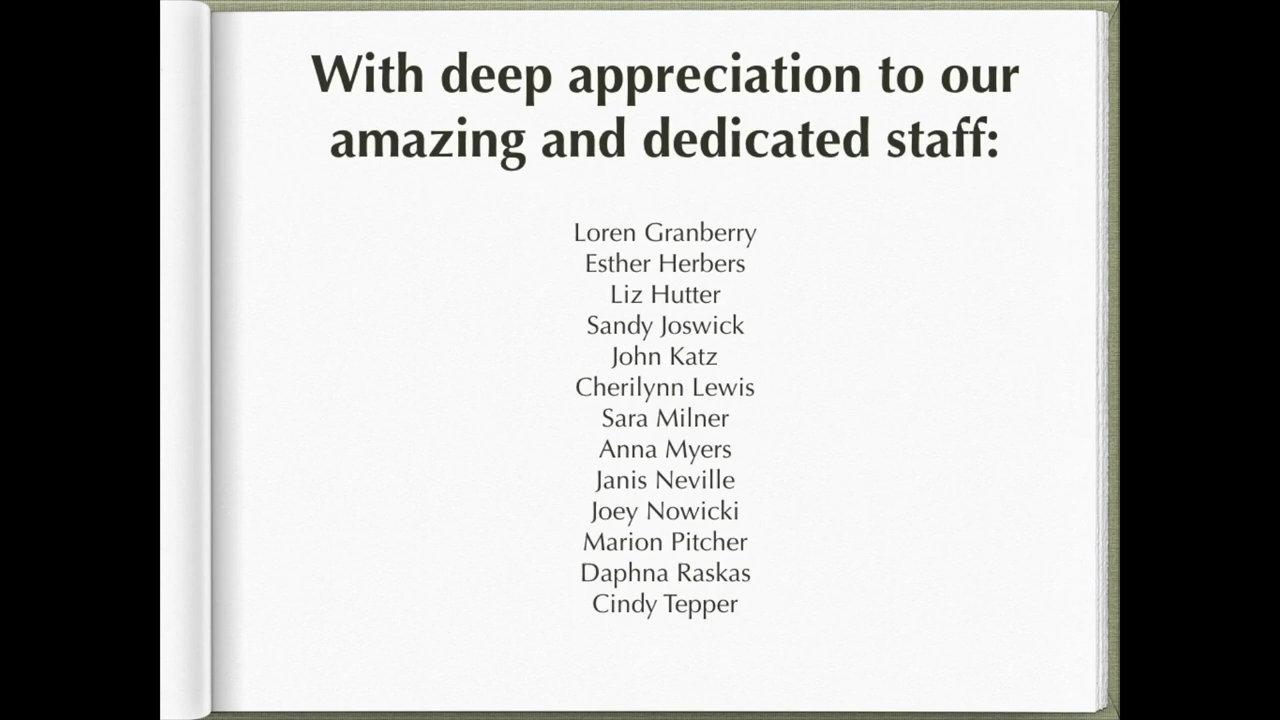 With deep appreciation to our
amazing and dedicated staff:
Loren Granberry
Esther Herbers
Liz Hutter
Sandy Joswick
John Katz
Cherilynn Lewis
Sara Milner
Anna Myers
Janis Neville
Joey Nowicki
Marion Pitcher
Daphna Raskas
Cindy Tepper